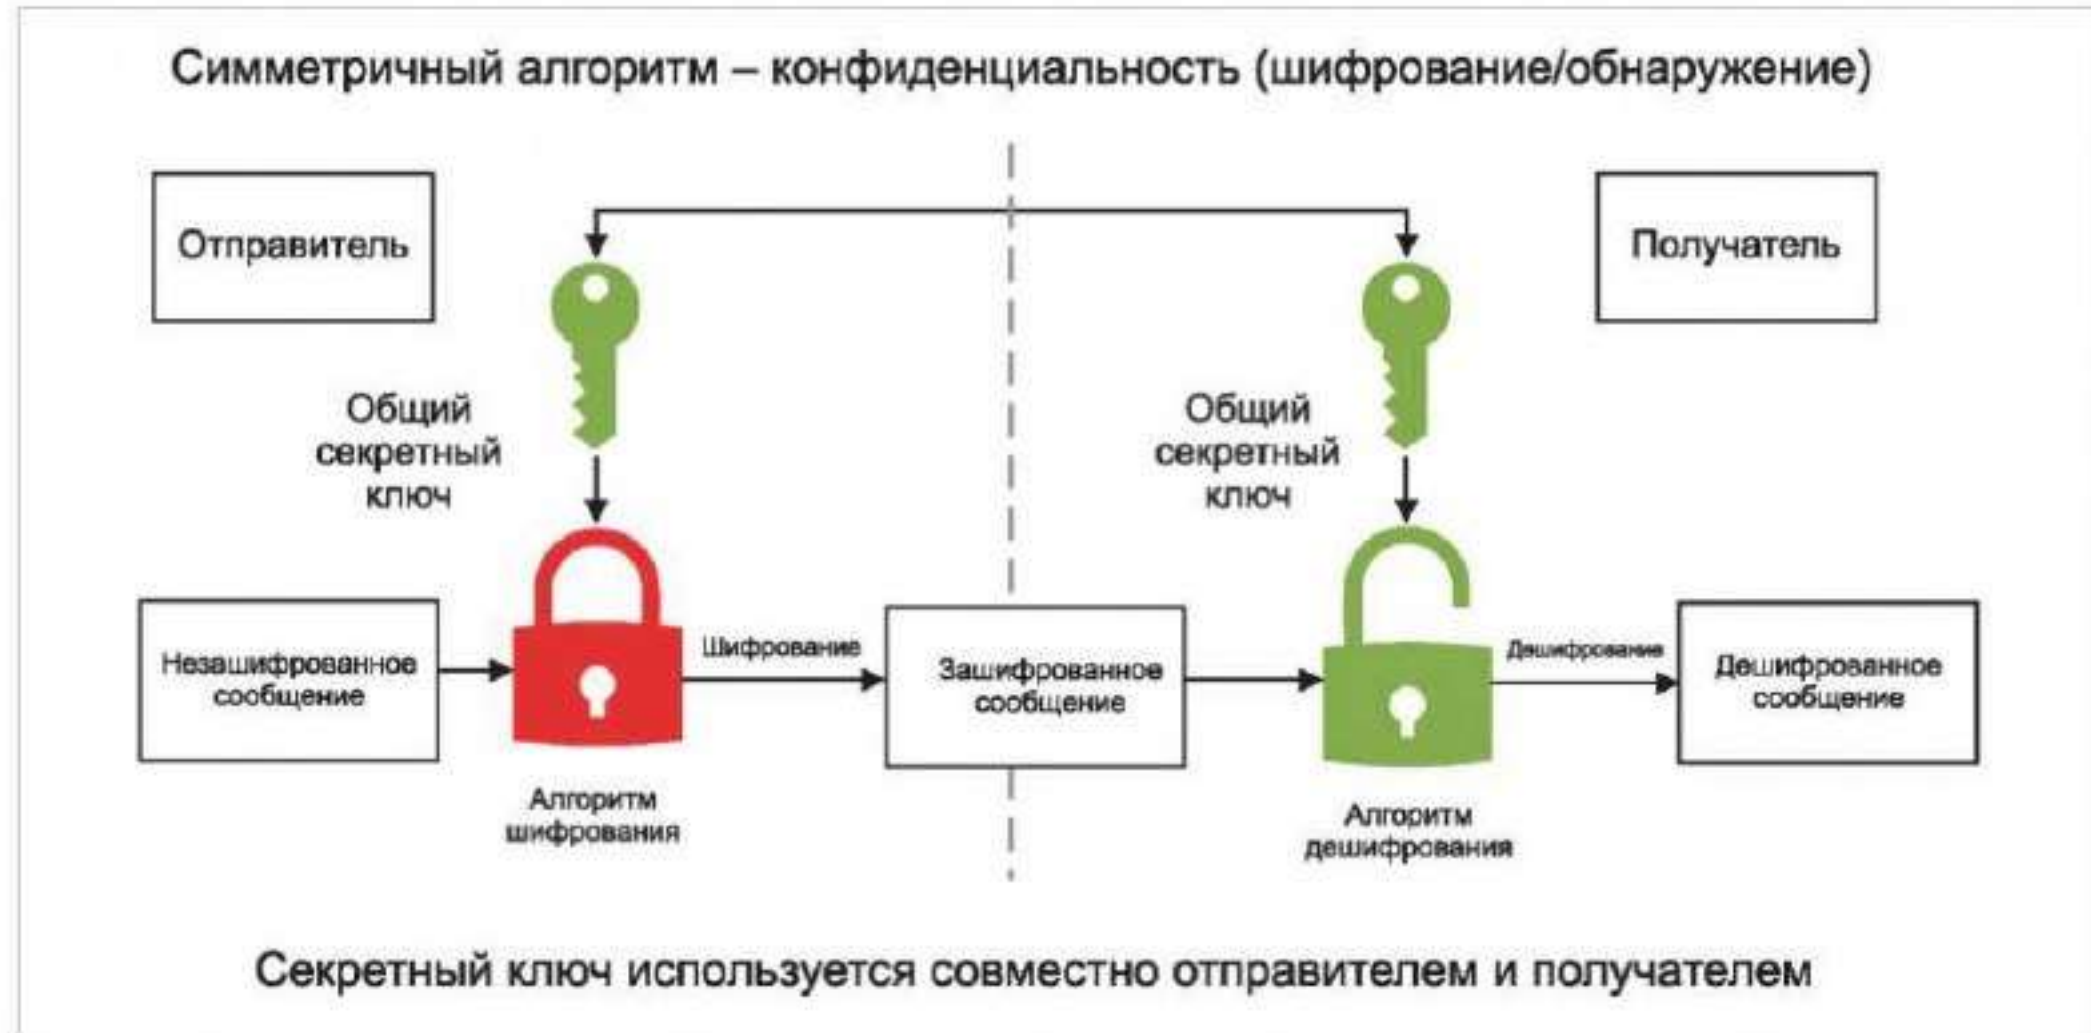 Симметричный алгоритм – конфиденциальность (шифрование/обнаружение)
Отправитель
Получатель
Общий
секретный
ключ
Общий
секретный
ключ
Незашифрованное
сообщение
Шифрование
Зашифрованное
сообщение
Дешифрование
Дешифрованное
сообщение
Алгоритм
шифрования
Алгоритм
дешифрования
Секретный ключ используется совместно отправителем и получателем